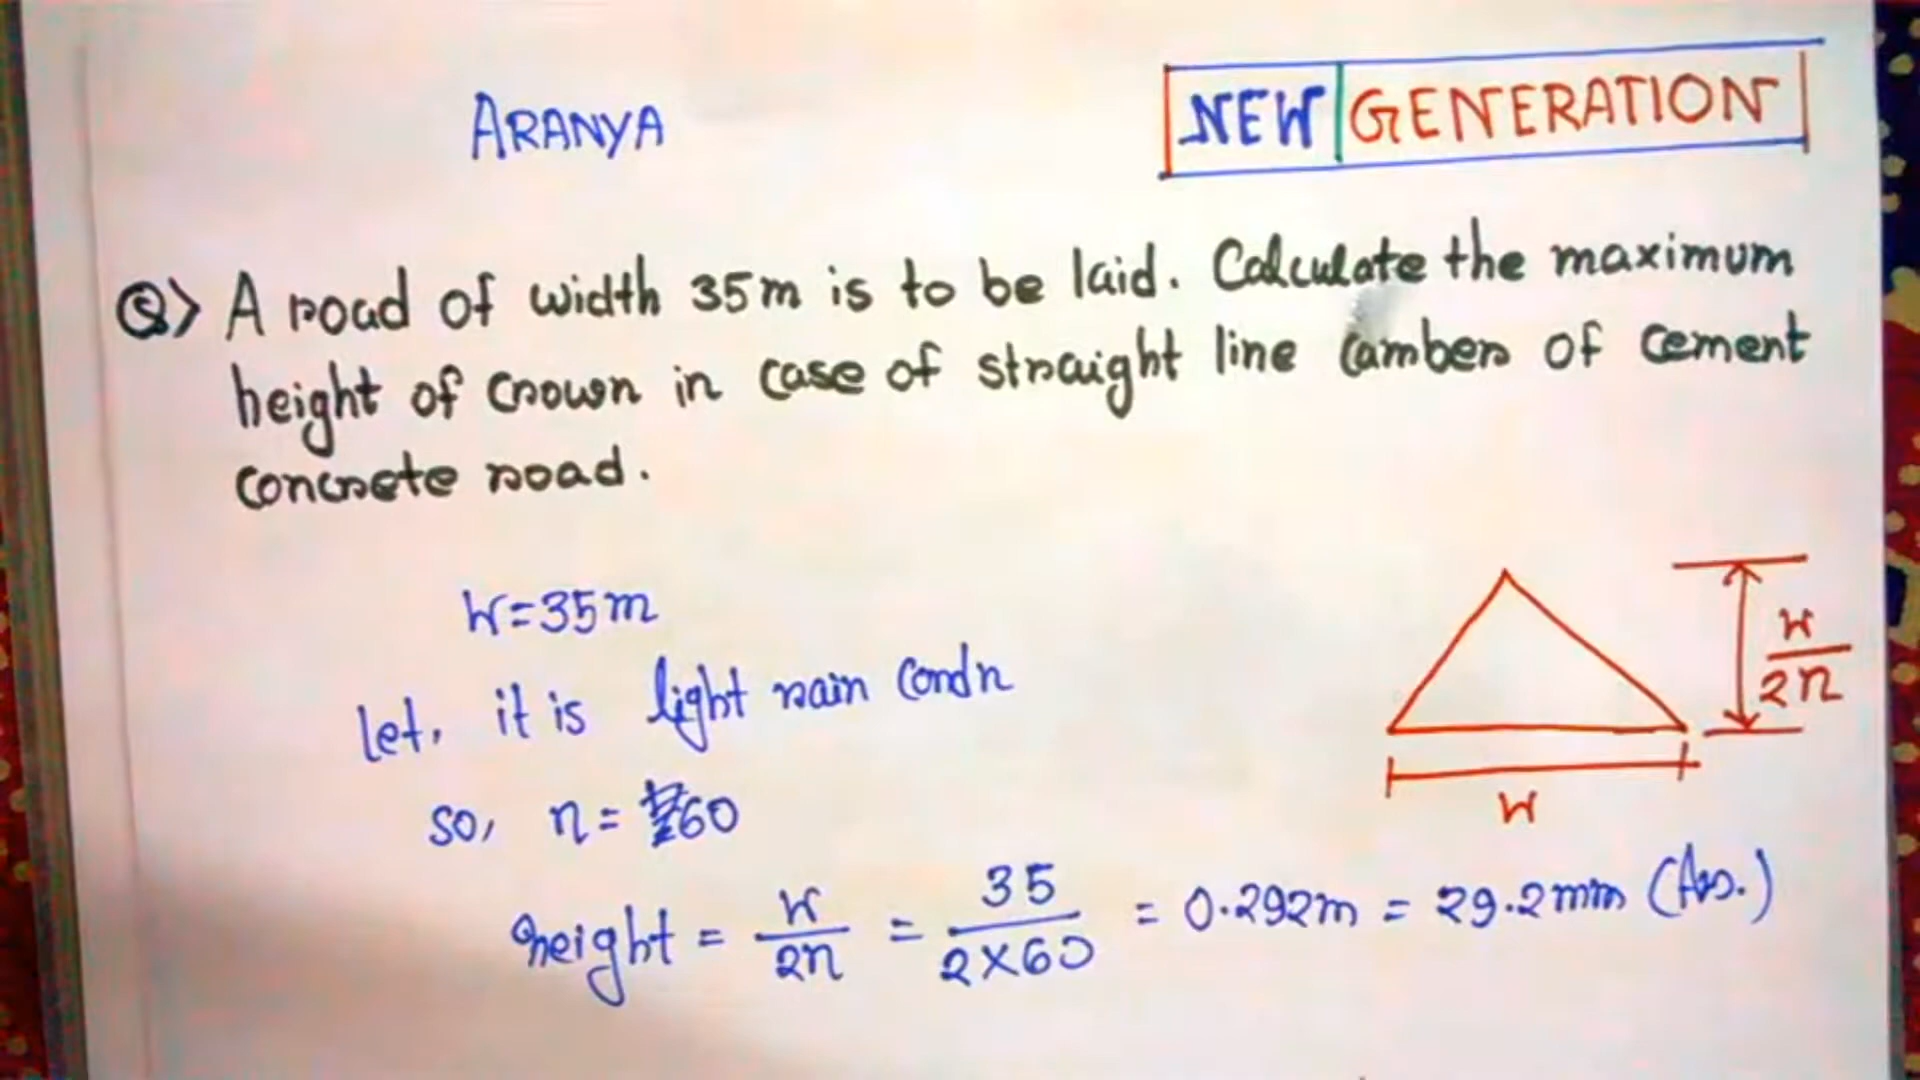 ARANYA
NEW GENERATION
Q> A road of width 35m is to be laid. Calculate the maximum
height of crown in case of straight line camber of cement
concrete road.
W=35m
let, it is light rain condn
so, n = 60
W/2n
W
height = W/2n = 35/2×60 = 0.292m = 29.2mm (Ans.)